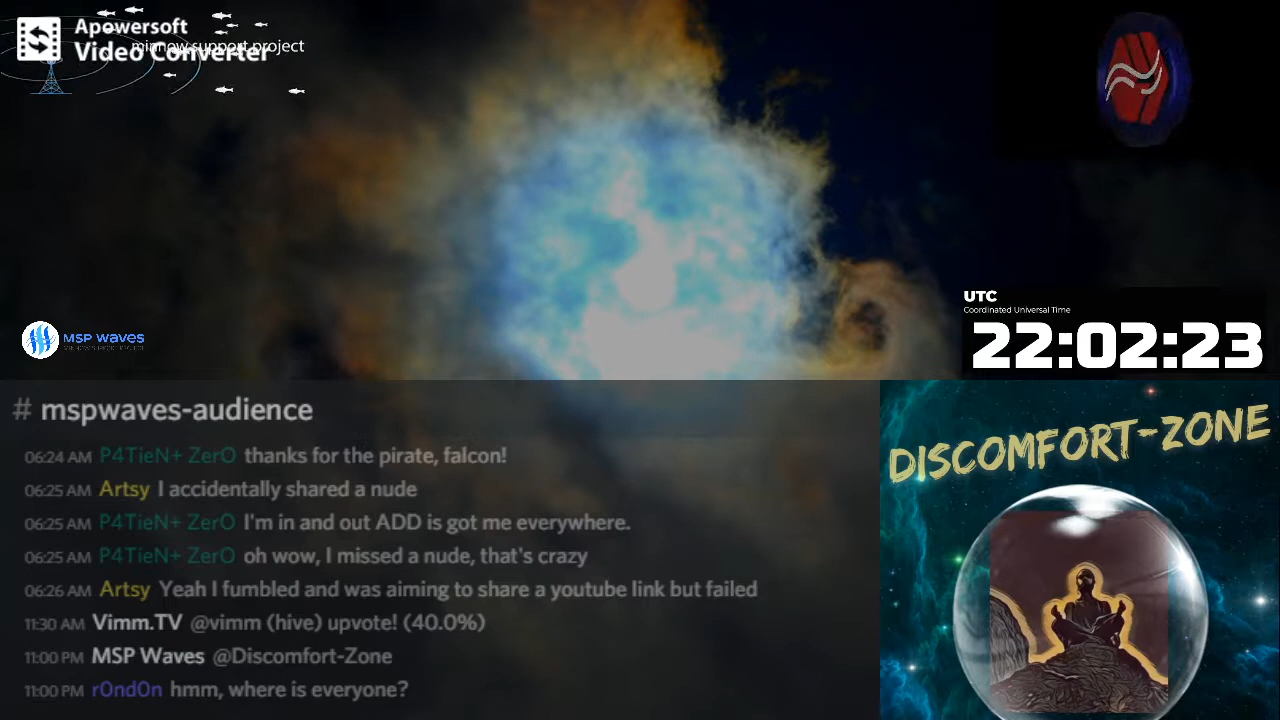 Apowersoft
Video Converter
minnow support project
UTC
Coordinated Universal Time
22:02:23
MSP WAVES
# mspwaves-audience
06:24 AM P4TieN+ ZerO thanks for the pirate, falcon!
06:25 AM Artsy I accidentally shared a nude
06:25 AM P4TieN+ ZerO I'm in and out ADD is got me everywhere.
06:25 AM P4TieN+ ZerO oh wow, I missed a nude, that's crazy
06:26 AM Artsy Yeah I fumbled and was aiming to share a youtube link but failed
11:30 AM Vimm.TV @vimm (hive) upvote! (40.0%)
11:00 PM MSP Waves @Discomfort-Zone
11:00 PM r0nd0n hmm, where is everyone?
DISCOMFORT-ZONE